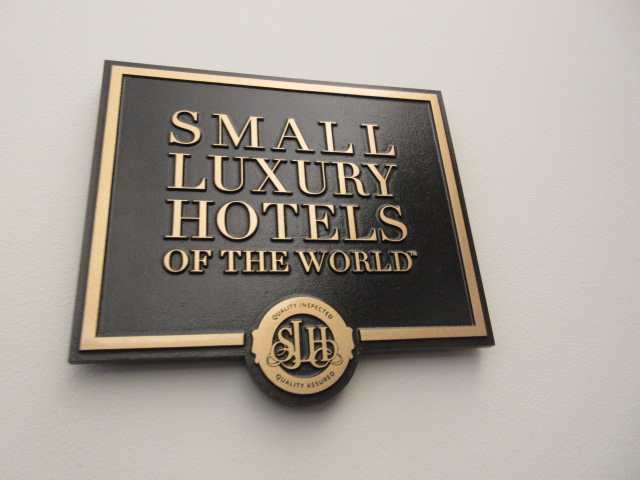 SMALL
LUXURY
HOTELS
OF THE WORLD™
QUALITY INSPECTED
SLH
QUALITY ASSURED